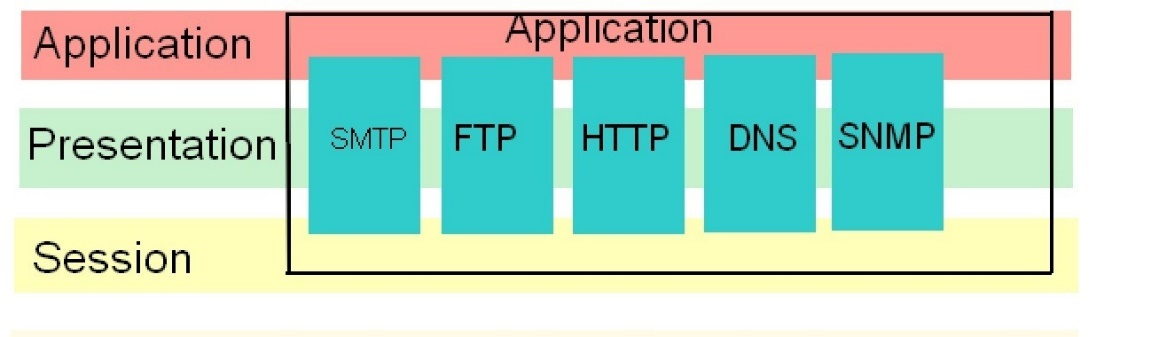 Application
Application
Presentation
SMTP
FTP
HTTP
DNS
SNMP
Session